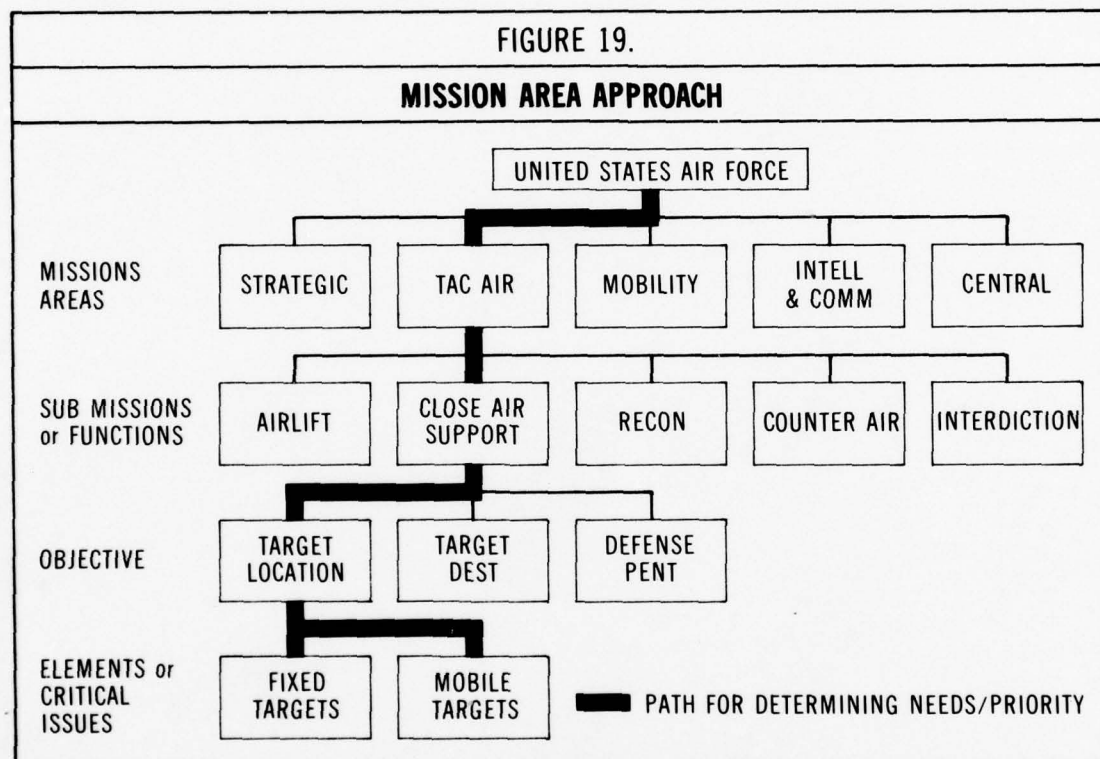 FIGURE 19.
MISSION AREA APPROACH
UNITED STATES AIR FORCE
MISSIONS
AREAS
STRATEGIC
TAC AIR
MOBILITY
INTELL
& COMM
CENTRAL
SUB MISSIONS
or FUNCTIONS
AIRLIFT
CLOSE AIR
SUPPORT
RECON
COUNTER AIR
INTERDICTION
OBJECTIVE
TARGET
LOCATION
TARGET
DEST
DEFENSE
PENT
ELEMENTS or
CRITICAL
ISSUES
FIXED
TARGETS
MOBILE
TARGETS
PATH FOR DETERMINING NEEDS/PRIORITY